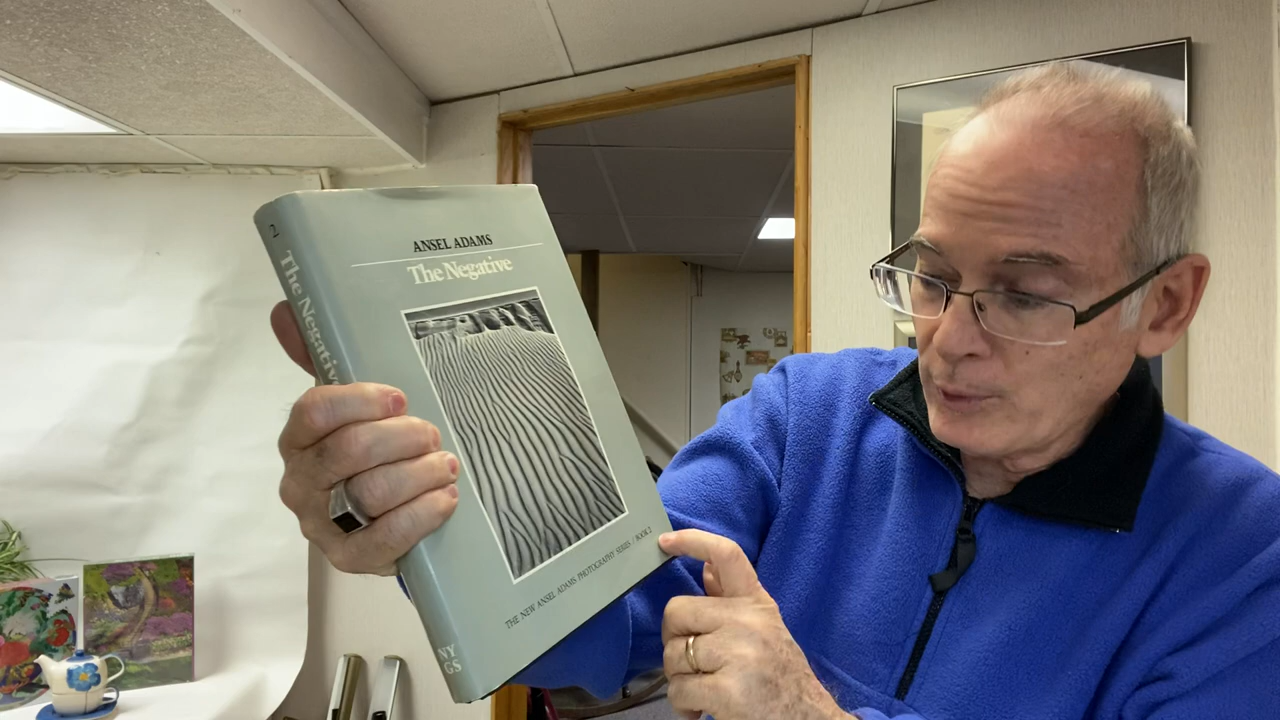 ANSEL ADAMS
The Negative
THE NEW ANSEL ADAMS PHOTOGRAPHY SERIES / BOOK 2
2
The Negative
NY
GS